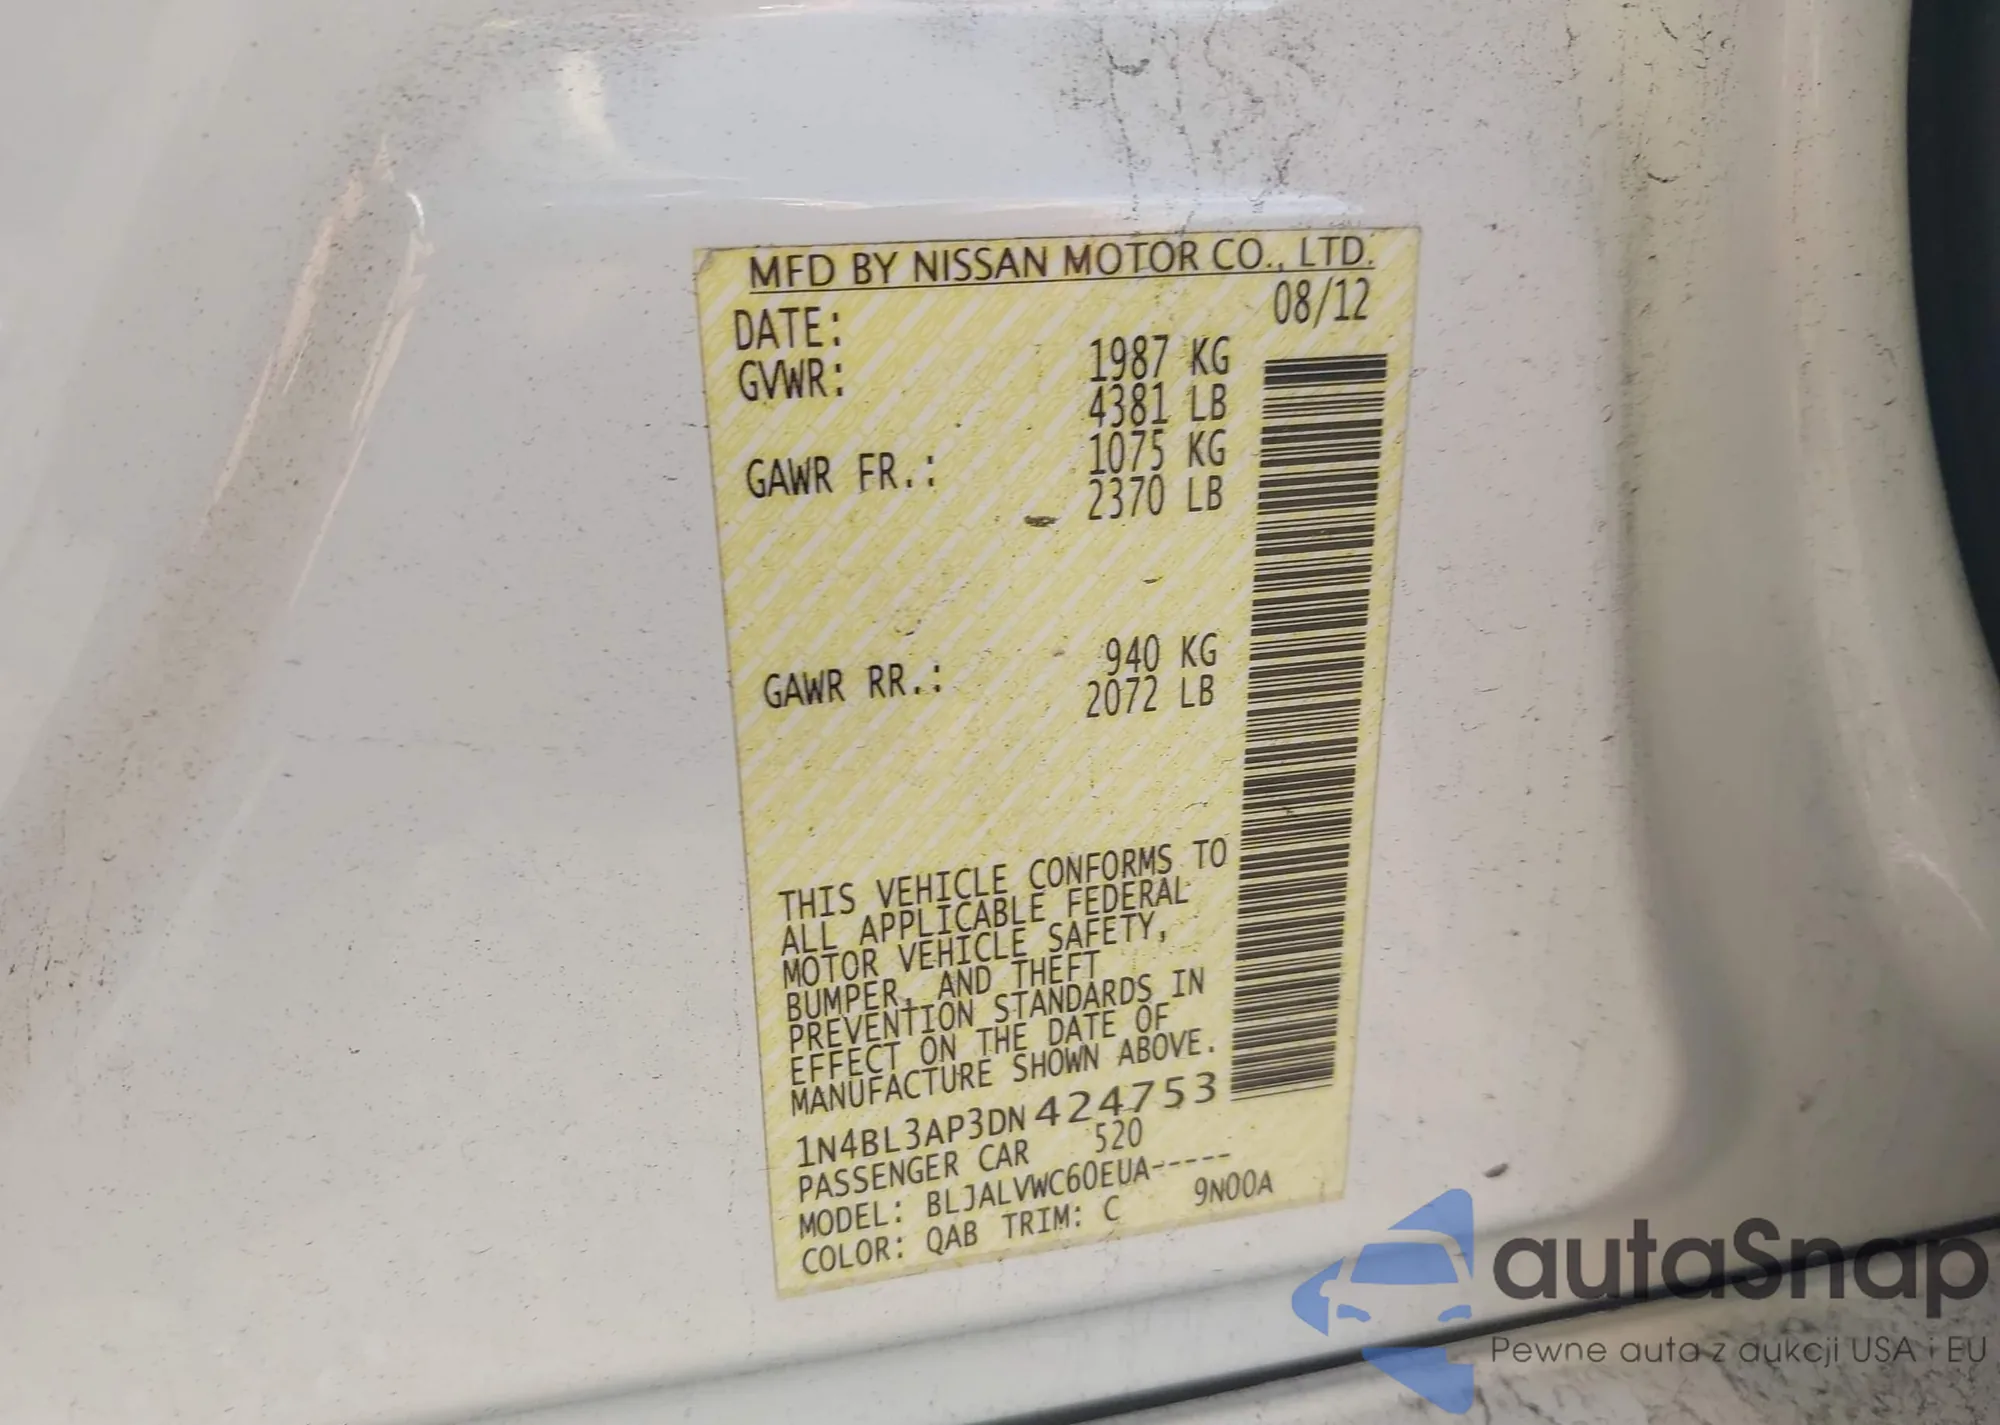 MFD BY NISSAN MOTOR CO., LTD.
DATE: 08/12
GVWR: 1987 KG
4381 LB
GAWR FR.: 1075 KG
2370 LB
GAWR RR.: 940 KG
2072 LB
THIS VEHICLE CONFORMS TO
ALL APPLICABLE FEDERAL
MOTOR VEHICLE SAFETY,
BUMPER, AND THEFT
PREVENTION STANDARDS IN
EFFECT ON THE DATE OF
MANUFACTURE SHOWN ABOVE.
1N4BL3AP3DN424753
PASSENGER CAR 520
MODEL: BLJALVWC60EUA-----
COLOR: QAB TRIM: C 9N00A
autaSnap
Pewne auta z aukcji USA i EU